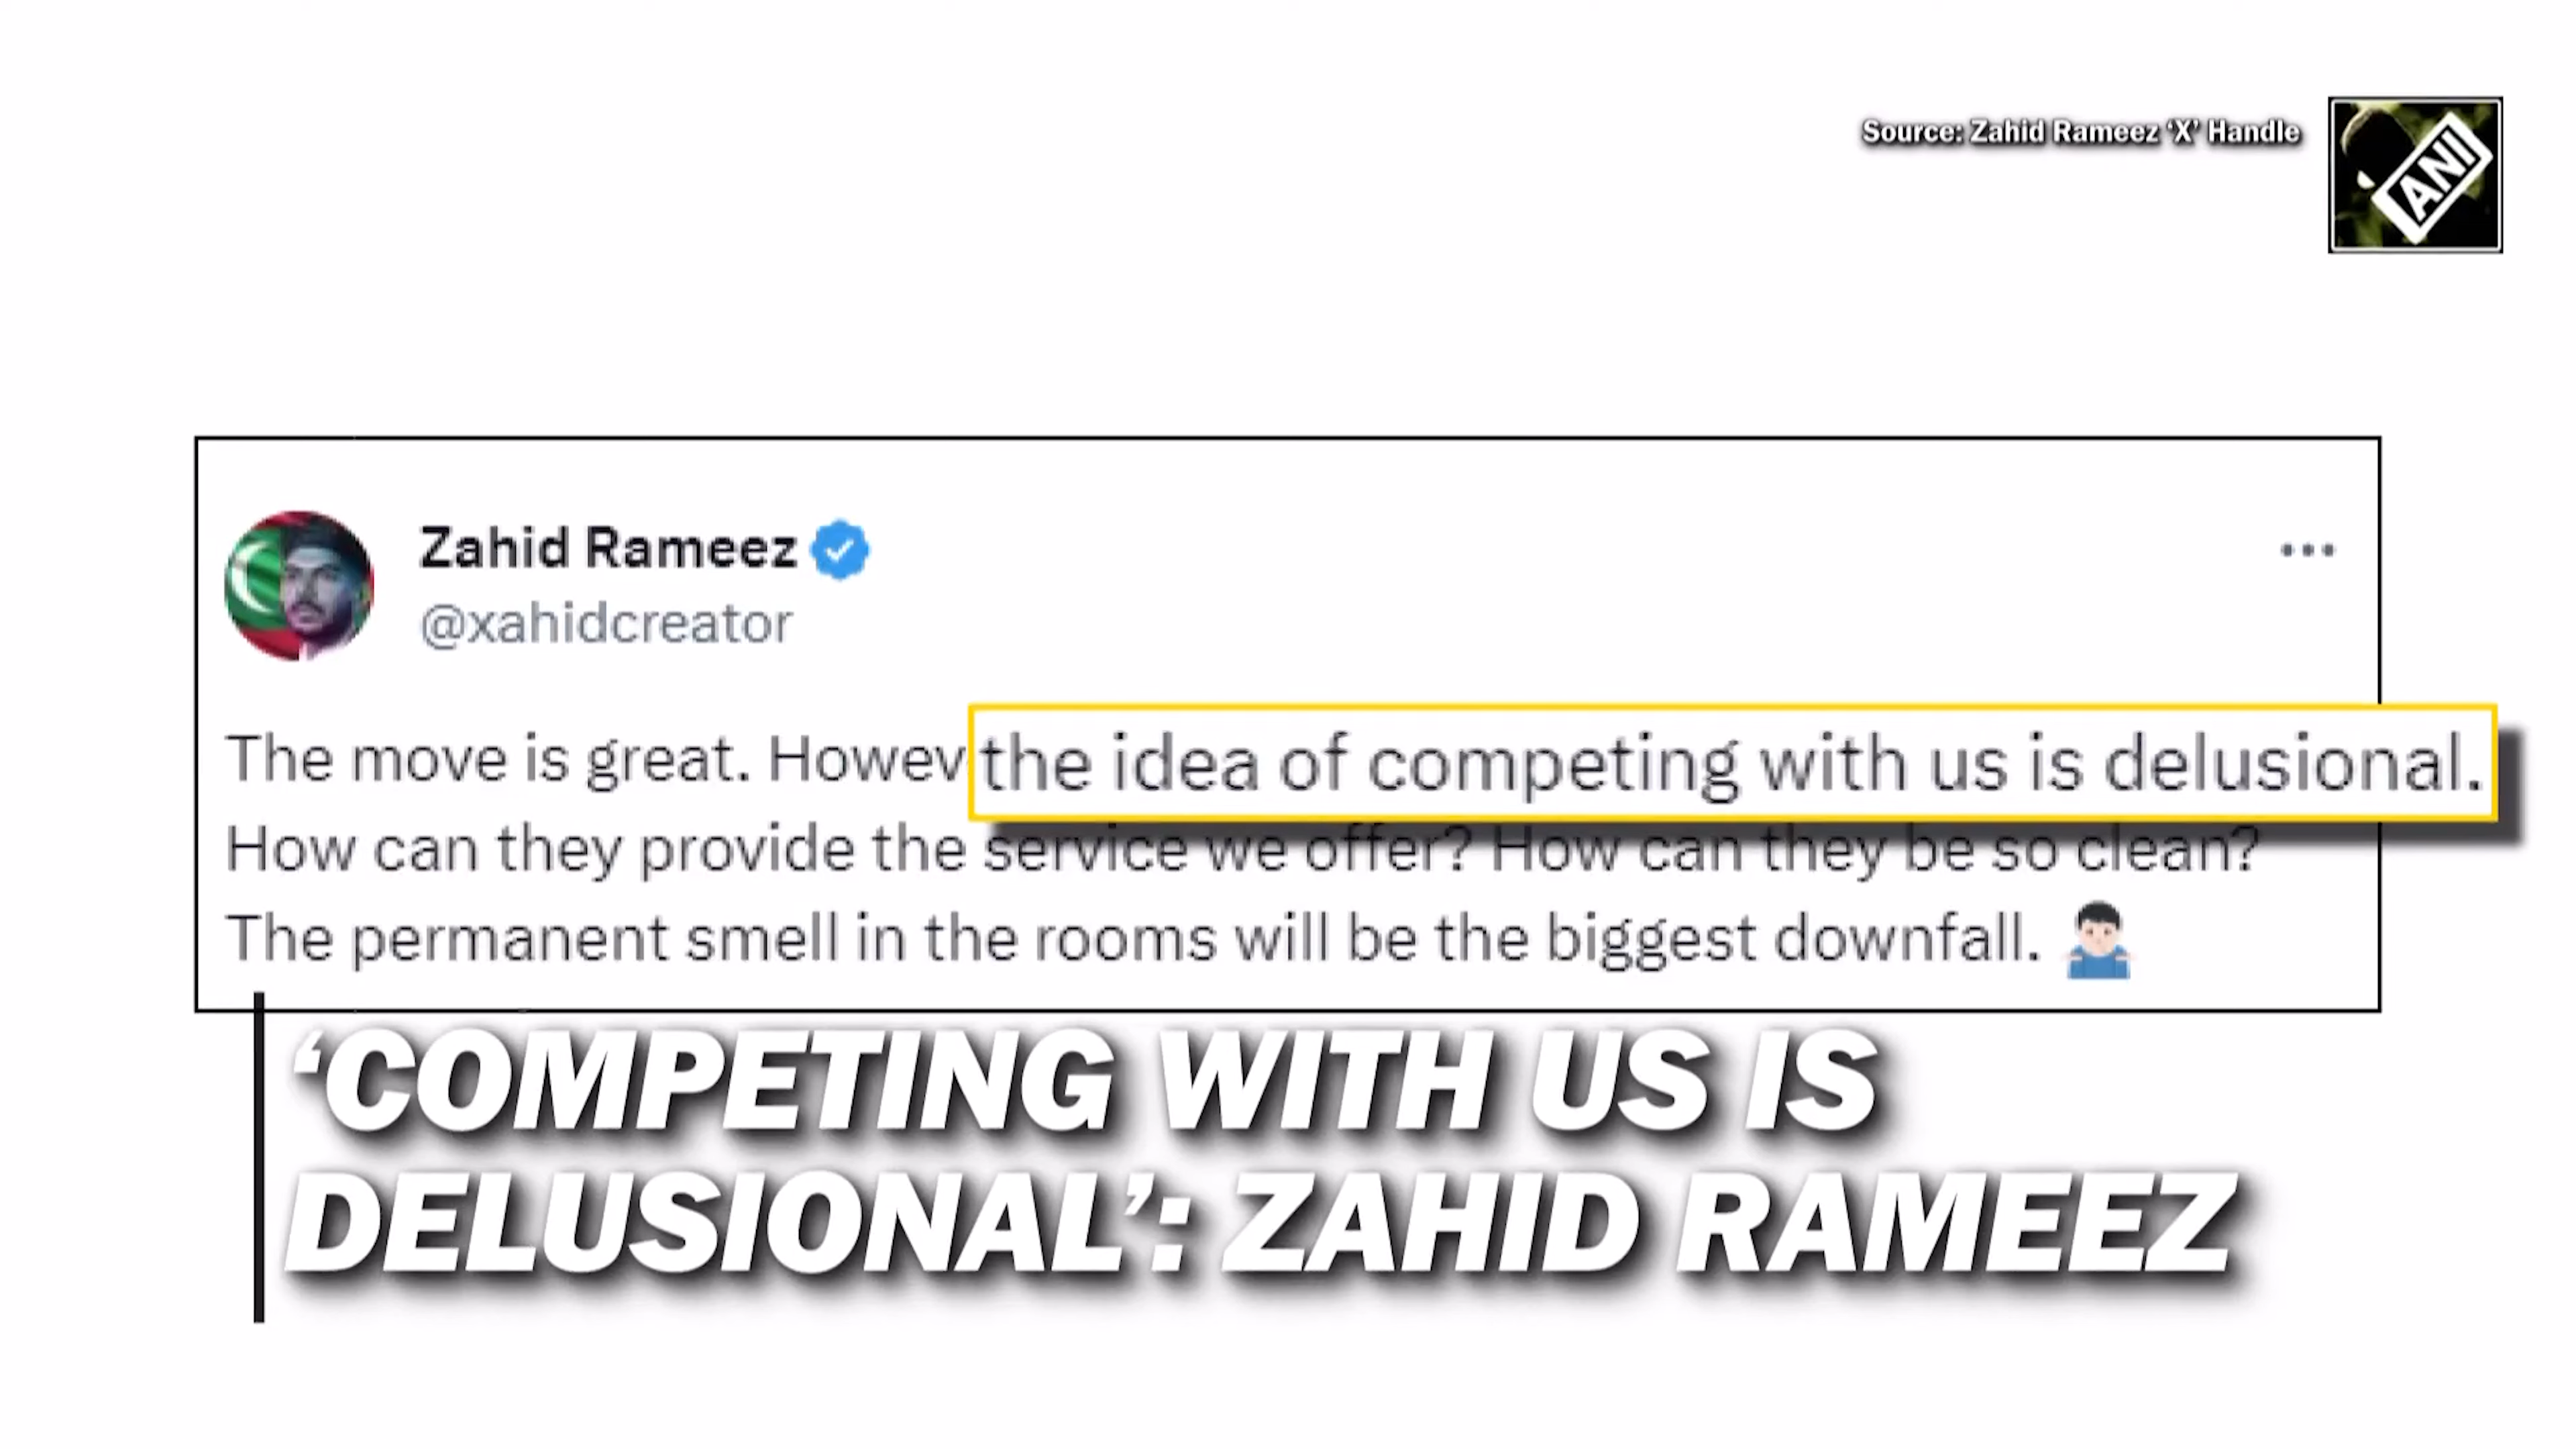 Source: Zahid Rameez ‘X’ Handle
ANI
Zahid Rameez
@xahidcreator
The move is great. Howev the idea of competing with us is delusional.
How can they provide the service we offer? How can they be so clean?
The permanent smell in the rooms will be the biggest downfall.
‘COMPETING WITH US IS
DELUSIONAL’: ZAHID RAMEEZ